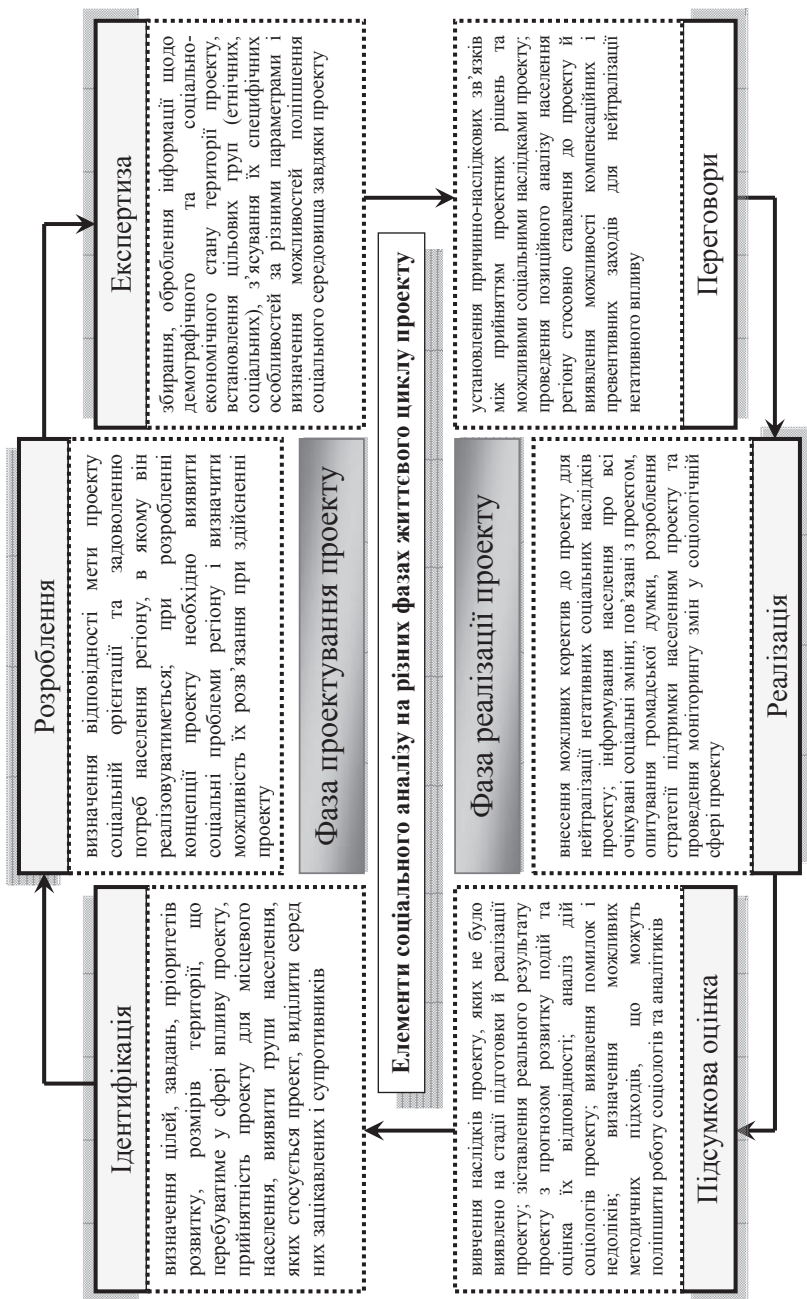 Ідентифікація
визначення цілей, завдань, пріоритетів
розвитку, розмірів території, що
перебуватиме у сфері впливу проекту,
прийнятність проекту для місцевого
населення, виявити групи населення,
яких стосується проект, виділити серед
них зацікавлених і супротивників
Розроблення
визначення відповідності мети проекту
соціальній орієнтації та задоволенню
потреб населення регіону, в якому він
реалізовуватиметься; при розробленні
концепції проекту необхідно виявити
соціальні проблеми регіону і визначити
можливість їх розв'язання при здійсненні
проекту
Експертиза
збирання, оброблення інформації щодо
демографічного та соціально-
економічного стану території проекту,
встановлення цільових груп (етнічних,
соціальних), з'ясування їх специфічних
особливостей за різними параметрами і
визначення можливостей поліпшення
соціального середовища завдяки проекту
Фаза проектування проекту
Елементи соціального аналізу на різних фазах життєвого циклу проекту
Фаза реалізації проекту
вивчення наслідків проекту, яких не було
виявлено на стадії підготовки й реалізації
проекту; зіставлення реального результату
проекту з прогнозом розвитку подій та
оцінка їх відповідності; аналіз дій
соціологів проекту; виявлення помилок і
недоліків, визначення можливих
методичних підходів, що можуть
поліпшити роботу соціологів та аналітиків
Підсумкова оцінка
внесення можливих коректив до проекту для
нейтралізації негативних соціальних наслідків
проекту; інформування населення про всі
очікувані соціальні зміни; пов'язані з проектом,
опитування громадської думки, розроблення
стратегії підтримки населенням проекту та
проведення моніторингу змін у соціологічній
сфері проекту
Реалізація
установлення причинно-наслідкових зв'язків
між прийняттям проектних рішень та
можливими соціальними наслідками проекту;
проведення позиційного аналізу населення
регіону стосовно ставлення до проекту й
виявлення можливості компенсаційних і
превентивних заходів для нейтралізації
негативного впливу
Переговори